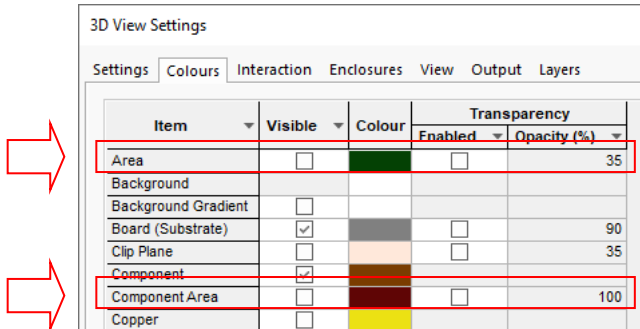 3D View Settings
Settings Colours Interaction Enclosures View Output Layers
Item Visible Colour Transparency
Enabled Opacity (%)
Area 35
Background
Background Gradient
Board (Substrate) 90
Clip Plane 35
Component
Component Area 100
Copper